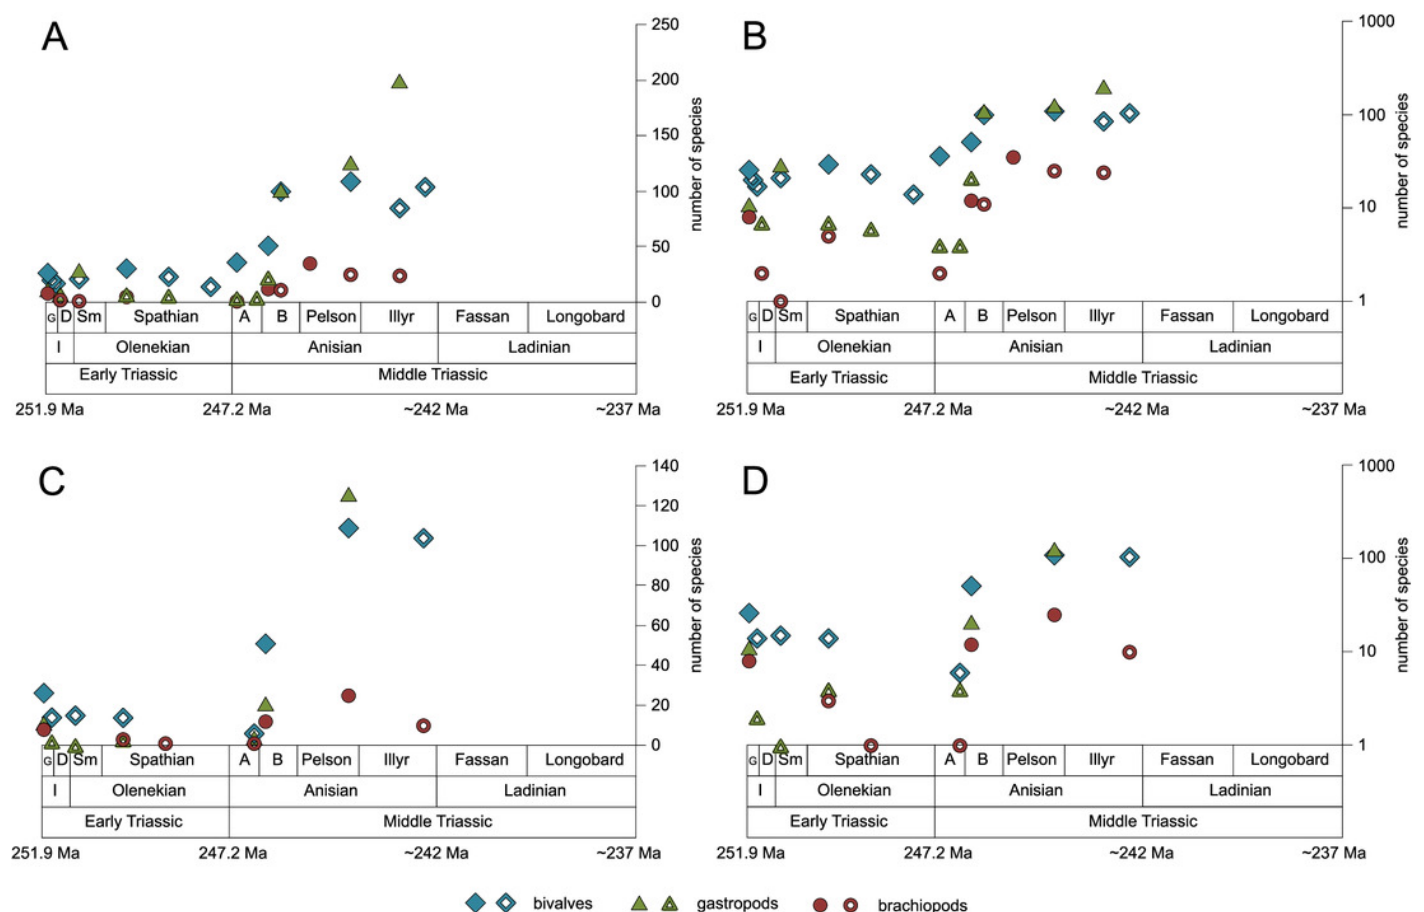 A
250
200
150
100
50
0
number of species
G D Sm Spathian A B Pelson Illyr Fassan Longobard
I Olenekian Anisian Ladinian
Early Triassic Middle Triassic
251.9 Ma 247.2 Ma ~242 Ma ~237 Ma
B
1000
100
10
1
number of species
G D Sm Spathian A B Pelson Illyr Fassan Longobard
I Olenekian Anisian Ladinian
Early Triassic Middle Triassic
251.9 Ma 247.2 Ma ~242 Ma ~237 Ma
C
140
120
100
80
60
40
20
0
number of species
G D Sm Spathian A B Pelson Illyr Fassan Longobard
I Olenekian Anisian Ladinian
Early Triassic Middle Triassic
251.9 Ma 247.2 Ma ~242 Ma ~237 Ma
D
1000
100
10
1
number of species
G D Sm Spathian A B Pelson Illyr Fassan Longobard
I Olenekian Anisian Ladinian
Early Triassic Middle Triassic
251.9 Ma 247.2 Ma ~242 Ma ~237 Ma
bivalves gastropods brachiopods